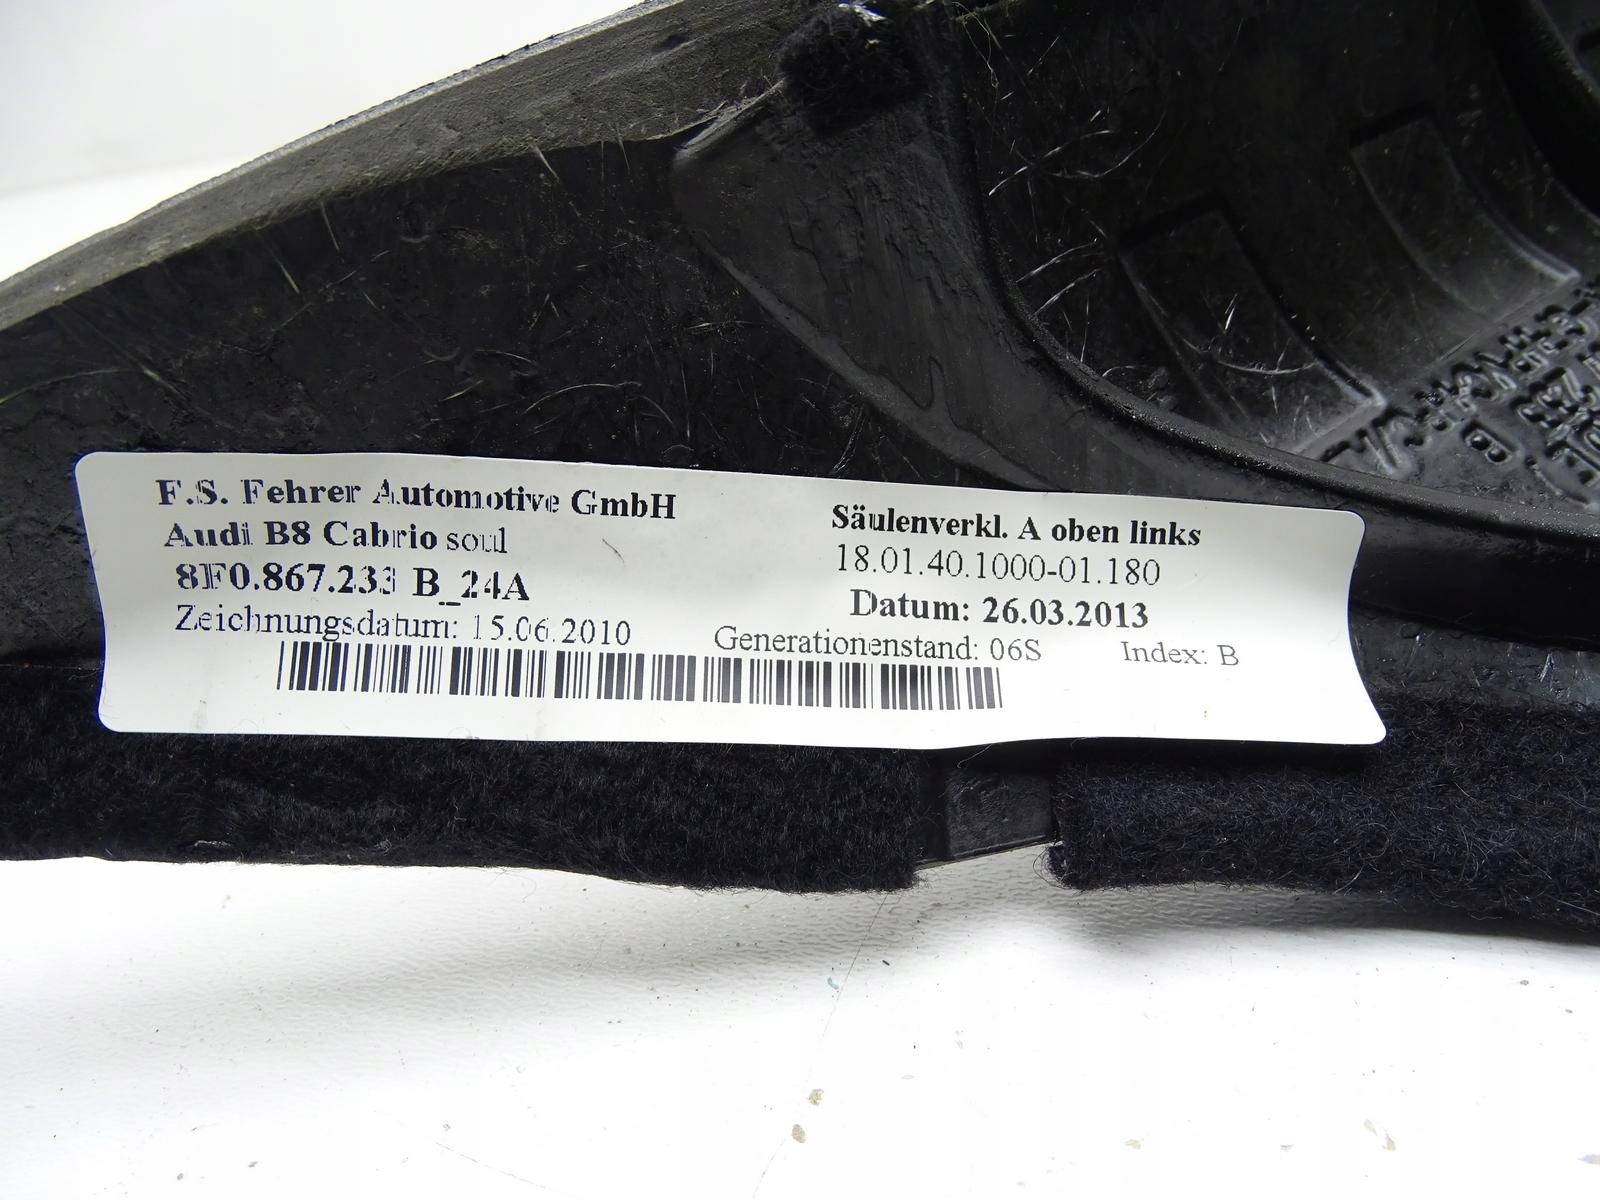 F.S. Fehrer Automotive GmbH
Audi B8 Cabrio soul
8F0.867.233 B_24A
Zeichnungsdatum: 15.06.2010
Säulenverkl. A oben links
18.01.40.1000-01.180
Datum: 26.03.2013
Generationenstand: 06S Index: B